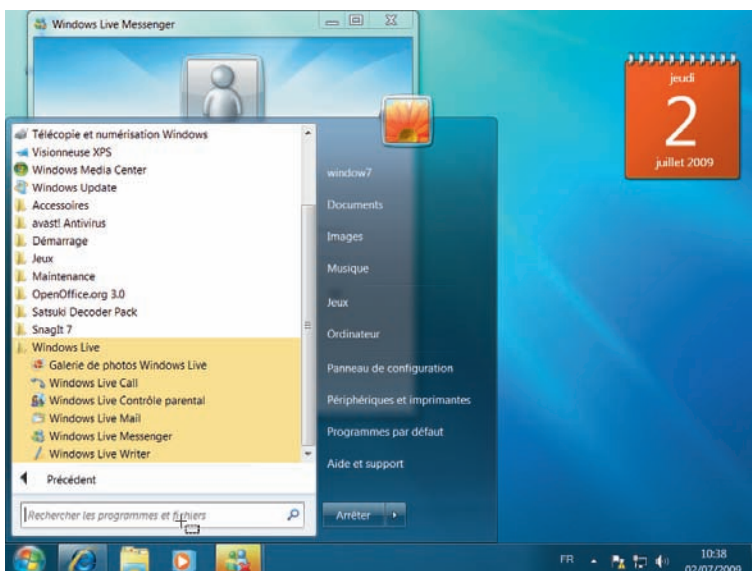 Windows Live Messenger
jeudi
2
juillet 2009
Télécopie et numérisation Windows
Visionneuse XPS
Windows Media Center
Windows Update
Accessoires
avast! Antivirus
Démarrage
Jeux
Maintenance
OpenOffice.org 3.0
Satsuki Decoder Pack
SnagIt 7
Windows Live
Galerie de photos Windows Live
Windows Live Call
Windows Live Contrôle parental
Windows Live Mail
Windows Live Messenger
Windows Live Writer
Précédent
Rechercher les programmes et fichiers
window7
Documents
Images
Musique
Jeux
Ordinateur
Panneau de configuration
Périphériques et imprimantes
Programmes par défaut
Aide et support
Arrêter
FR
10:38
02/07/2009